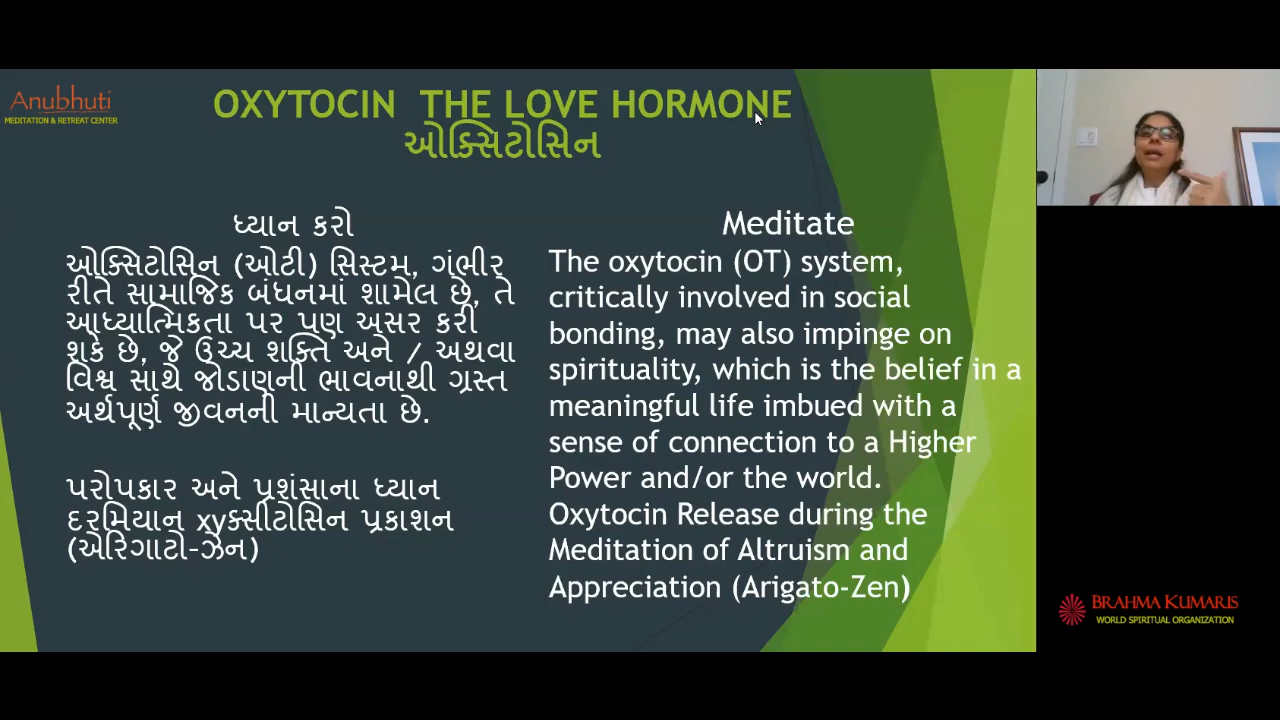 Anubhuti
MEDITATION & RETREAT CENTER
OXYTOCIN THE LOVE HORMONE
ઓક્સિટોસિન
ધ્યાન કરો
ઓક્સિટોસિન (ઓટી) સિસ્ટમ, ગંભીર
રીતે સામાજિક બંધનમાં શામેલ છે, તે
આધ્યાત્મિકતા પર પણ અસર કરી
શકે છે, જે ઉચ્ચ શક્તિ અને / અથવા
વિશ્વ સાથે જોડાણની ભાવનાથી ગ્રસ્ત
અર્થપૂર્ણ જીવનની માન્યતા છે.
પરોપકાર અને પ્રશંસાના ધ્યાન
દરમિયાન xyક્સીટોસિન પ્રકાશન
(એરિગાટો-ઝેન)
Meditate
The oxytocin (OT) system,
critically involved in social
bonding, may also impinge on
spirituality, which is the belief in a
meaningful life imbued with a
sense of connection to a Higher
Power and/or the world.
Oxytocin Release during the
Meditation of Altruism and
Appreciation (Arigato-Zen)
BRAHMA KUMARIS
WORLD SPIRITUAL ORGANIZATION